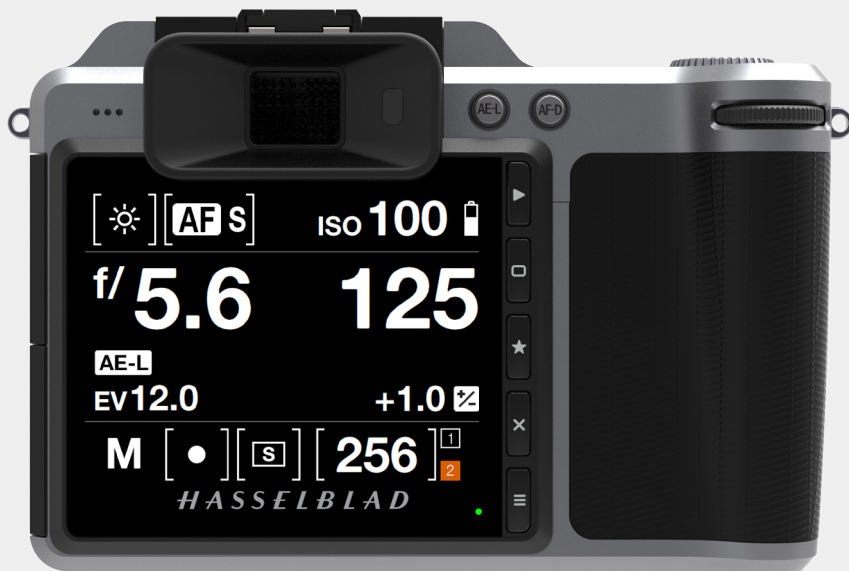 AE-L AF-D
AF S ISO 100
f/5.6 125
AE-L
EV 12.0 +1.0 +/-
M S 256 1
2
HASSELBLAD